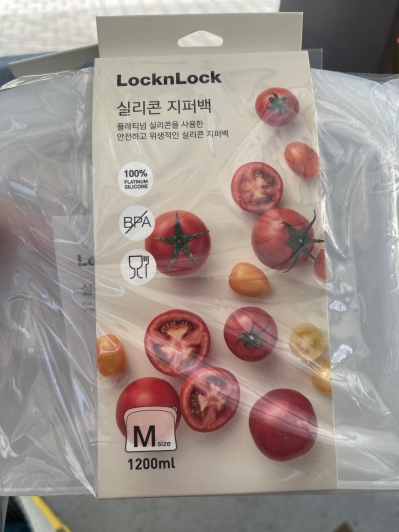 LocknLock
실리콘 지퍼백
플래티넘 실리콘을 사용한
안전하고 위생적인 실리콘 지퍼백
100%
PLATINUM
SILICONE
BPA
M size
1200ml